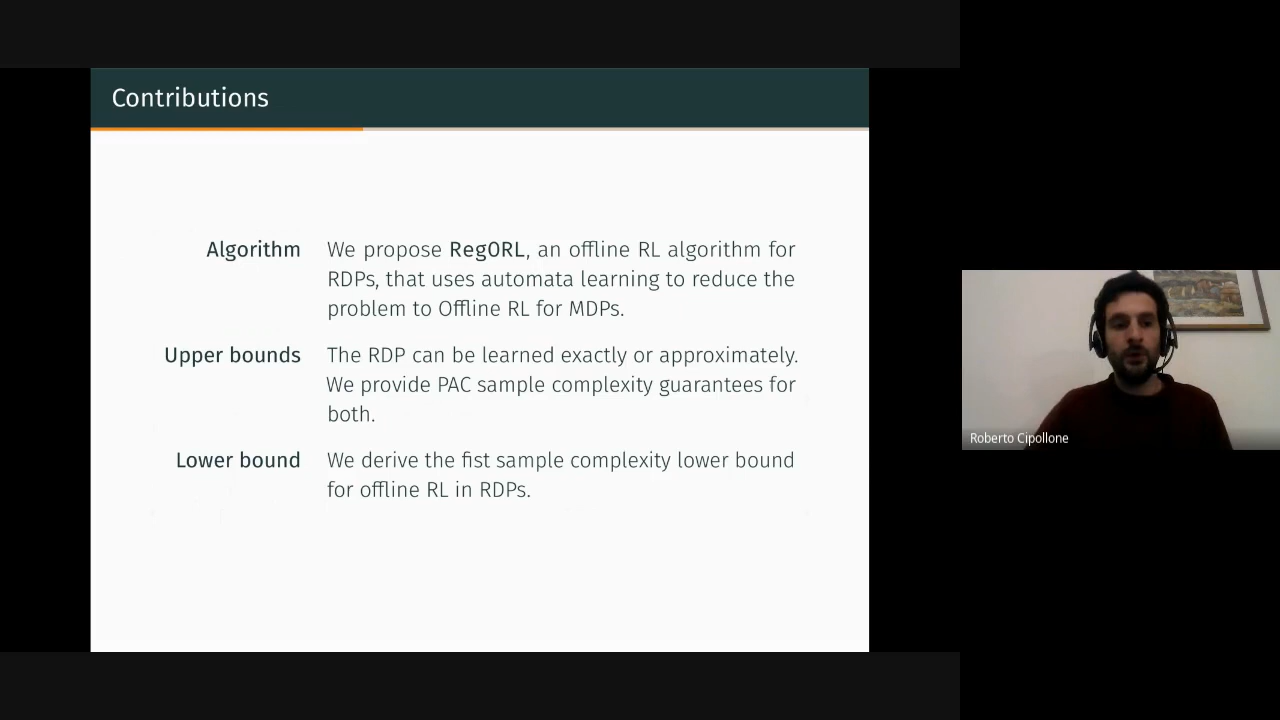 Contributions
Algorithm We propose RegORL, an offline RL algorithm for
RDPs, that uses automata learning to reduce the
problem to Offline RL for MDPs.
Upper bounds The RDP can be learned exactly or approximately.
We provide PAC sample complexity guarantees for
both.
Lower bound We derive the fist sample complexity lower bound
for offline RL in RDPs.
Roberto Cipollone